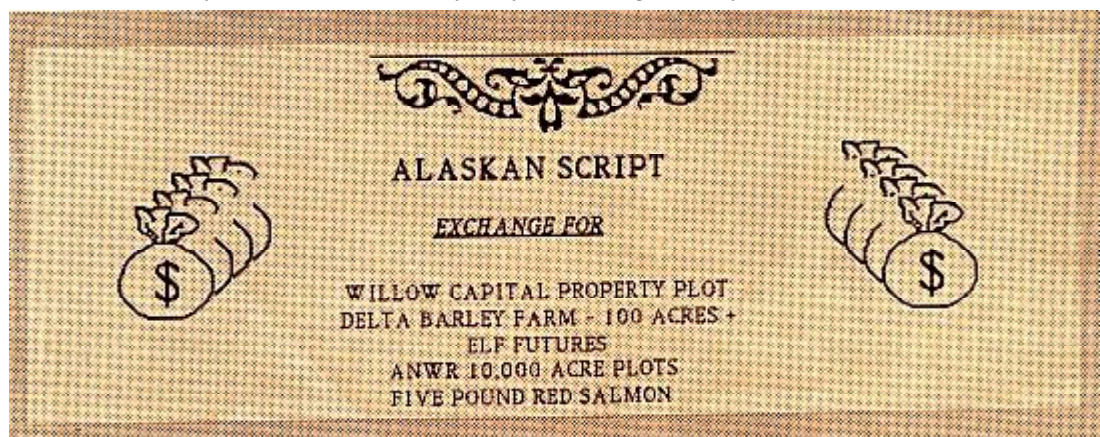 ALASKAN SCRIPT
EXCHANGE FOR
$
$
WILLOW CAPITAL PROPERTY PLOT
DELTA BARLEY FARM - 100 ACRES +
ELF FUTURES
ANWR 10,000 ACRE PLOTS
FIVE POUND RED SALMON